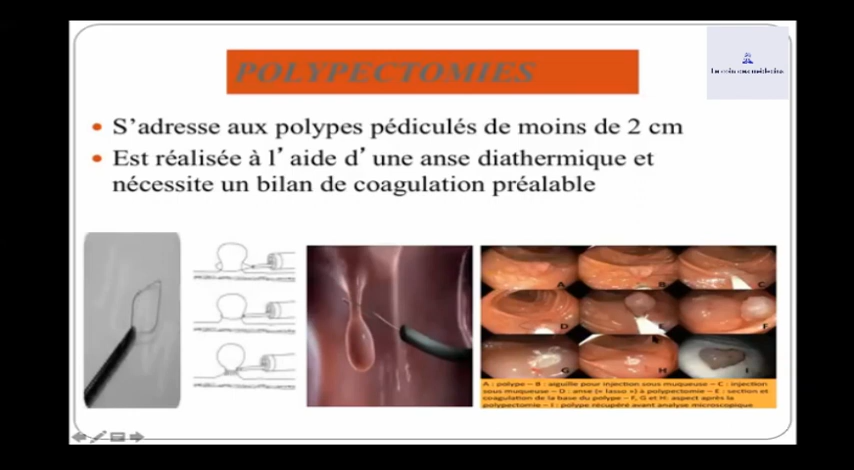 POLYPECTOMIES
• S’adresse aux polypes pédiculés de moins de 2 cm
• Est réalisée à l’aide d’une anse diathermique et
nécessite un bilan de coagulation préalable
A B C
D E F
G H I
A : polype – B : aiguille pour injection sous muqueuse – C : injection
sous muqueuse – D : anse (« lasso ») à polypectomie – E : section et
coagulation de la base du polype – F, G et H: aspect après la
polypectomie – I : polype récupéré avant analyse microscopique